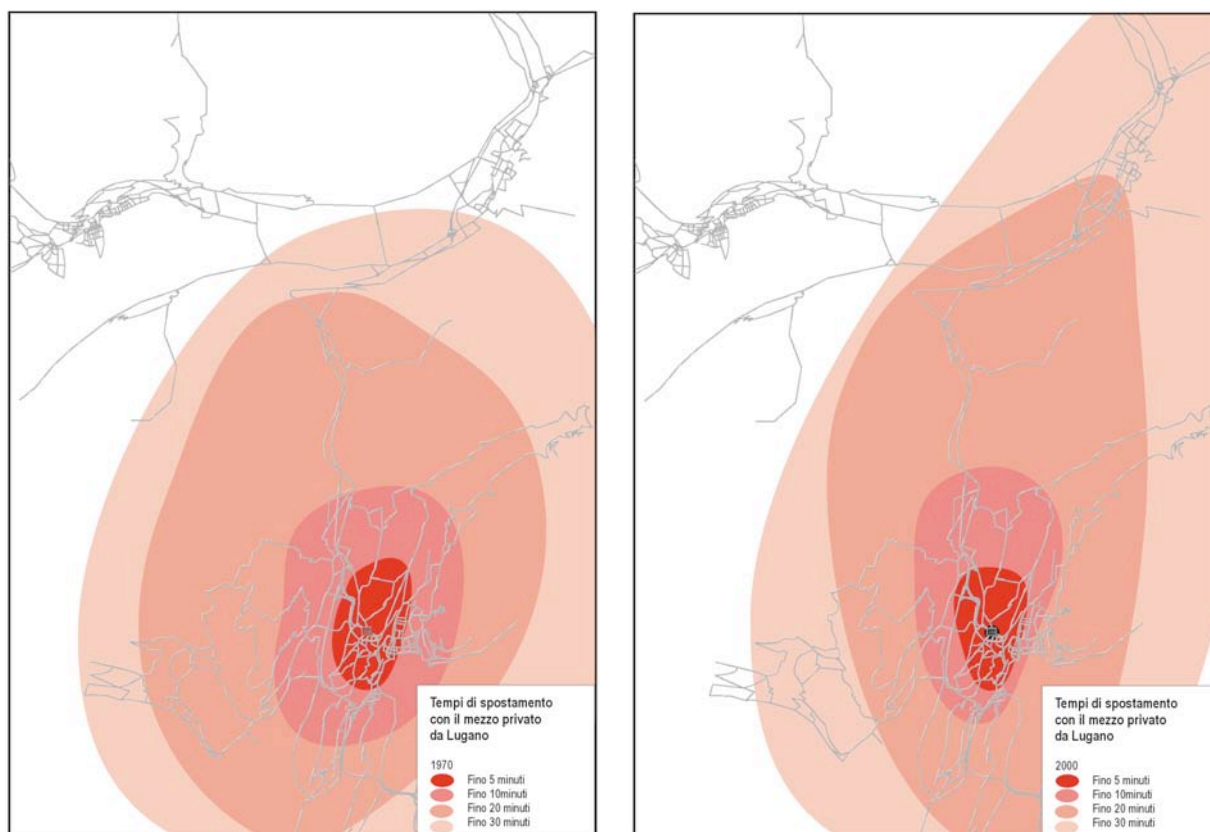 Tempi di spostamento
con il mezzo privato
da Lugano
1970
Fino 5 minuti
Fino 10minuti
Fino 20 minuti
Fino 30 minuti
Tempi di spostamento
con il mezzo privato
da Lugano
2000
Fino 5 minuti
Fino 10minuti
Fino 20 minuti
Fino 30 minuti